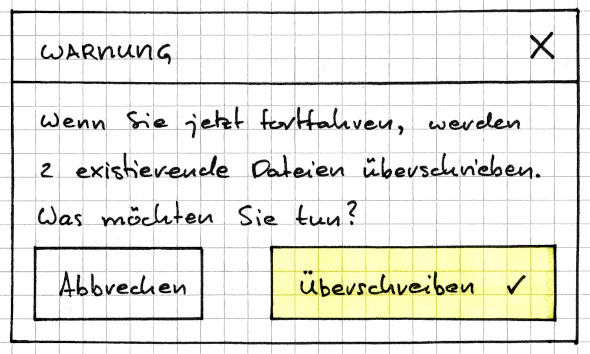 WARNUNG X
Wenn Sie jetzt fortfahren, werden
2 existierende Dateien überschrieben.
Was möchten Sie tun?
Abbrechen Überschreiben ✓